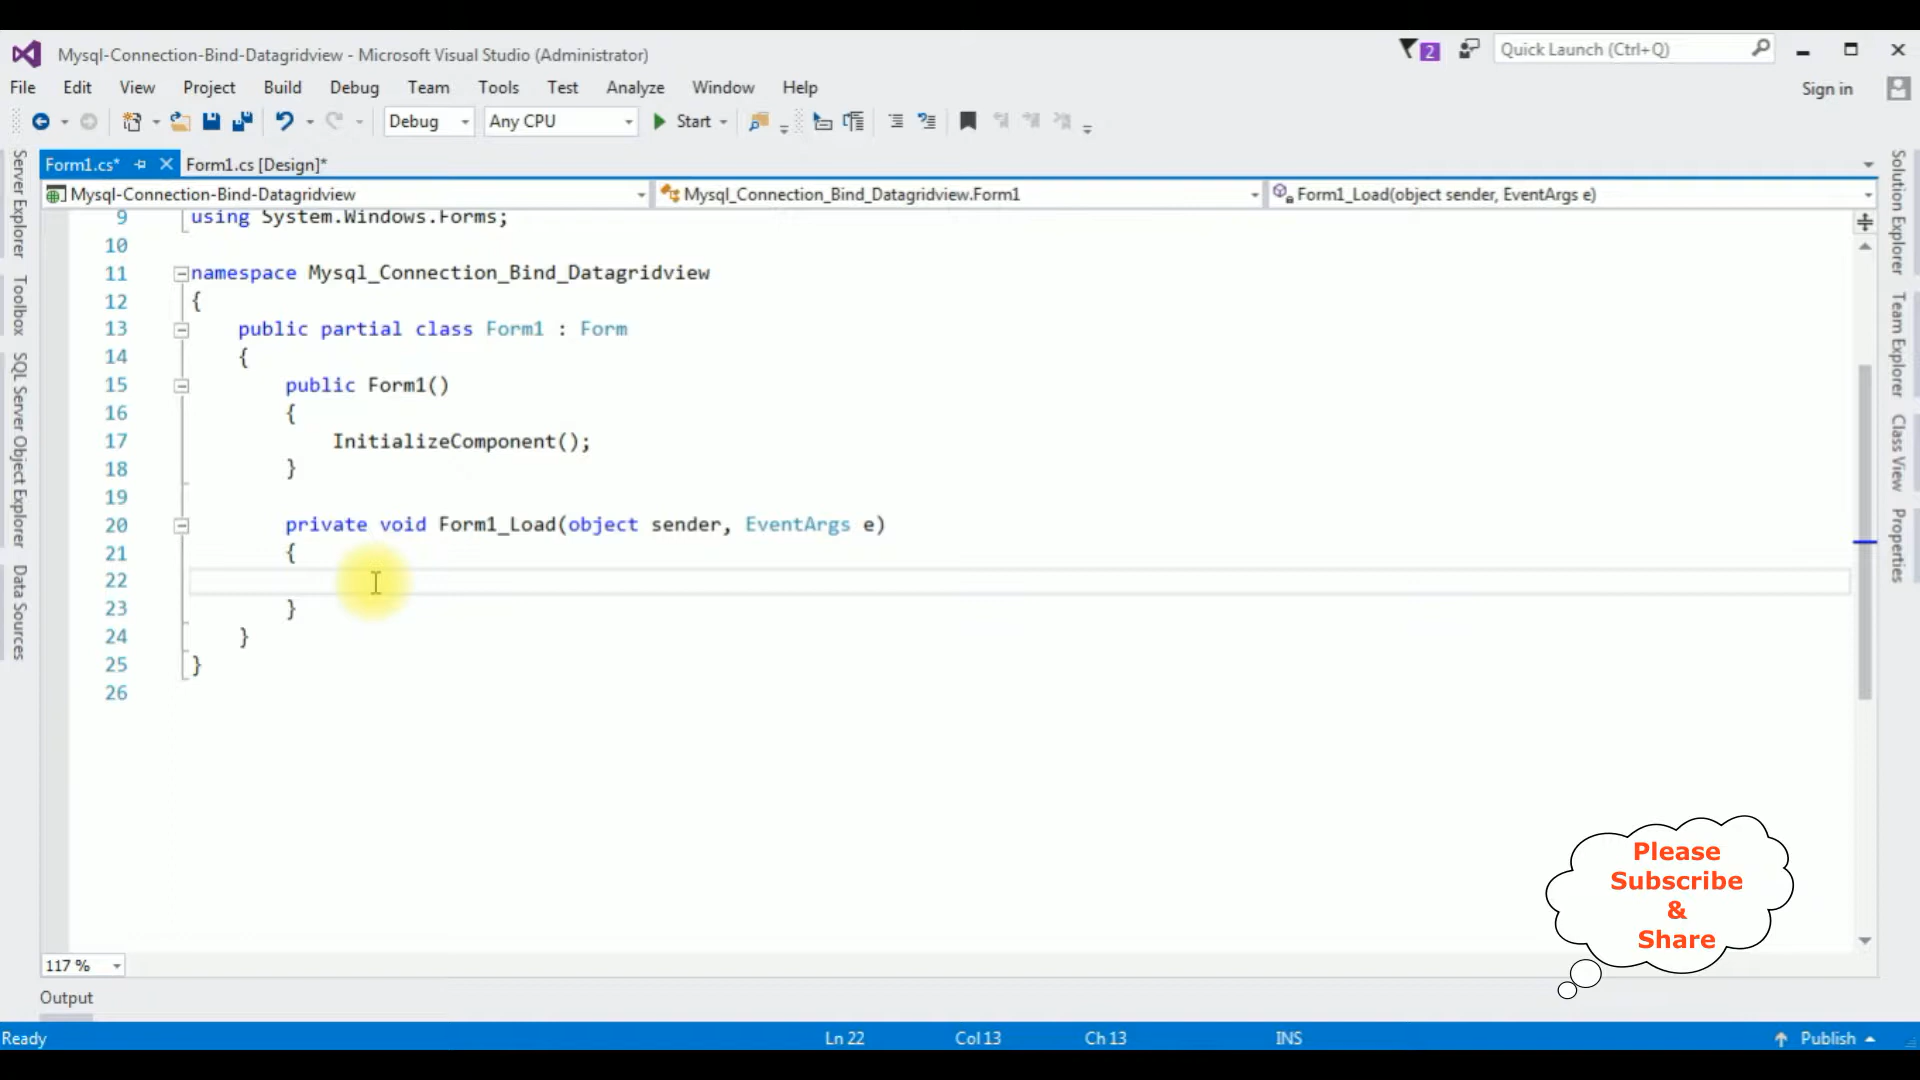 Mysql-Connection-Bind-Datagridview - Microsoft Visual Studio (Administrator)
2
Quick Launch (Ctrl+Q)
File Edit View Project Build Debug Team Tools Test Analyze Window Help
Sign in
Debug
Any CPU
Start
Form1.cs*
Form1.cs [Design]*
Mysql-Connection-Bind-Datagridview
Mysql_Connection_Bind_Datagridview.Form1
Form1_Load(object sender, EventArgs e)
Server Explorer
Toolbox
SQL Server Object Explorer
Data Sources
9 using System.Windows.Forms;
10
11 namespace Mysql_Connection_Bind_Datagridview
12 {
13 public partial class Form1 : Form
14 {
15 public Form1()
16 {
17 InitializeComponent();
18 }
19
20 private void Form1_Load(object sender, EventArgs e)
21 {
22
23 }
24 }
25 }
26
Solution Explorer
Team Explorer
Class View
Properties
Please
Subscribe
&
Share
117 %
Output
Ready
Ln 22
Col 13
Ch 13
INS
Publish